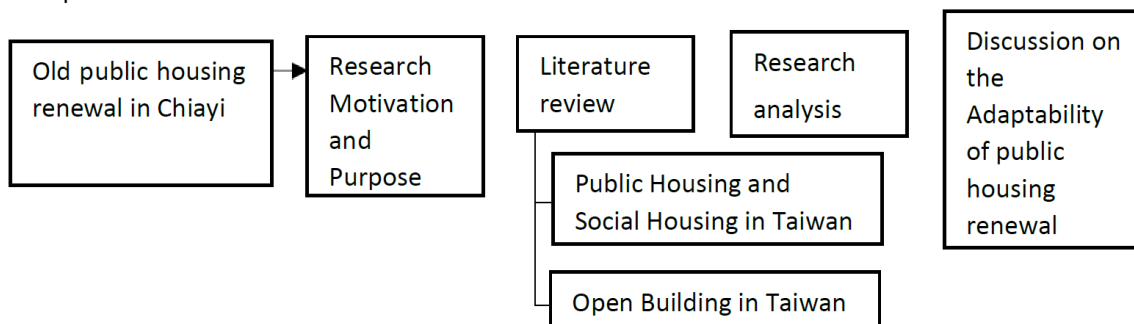 Old public housing
renewal in Chiayi
Research
Motivation
and
Purpose
Literature
review
Research
analysis
Discussion on
the
Adaptability
of public
housing
renewal
Public Housing and
Social Housing in Taiwan
Open Building in Taiwan